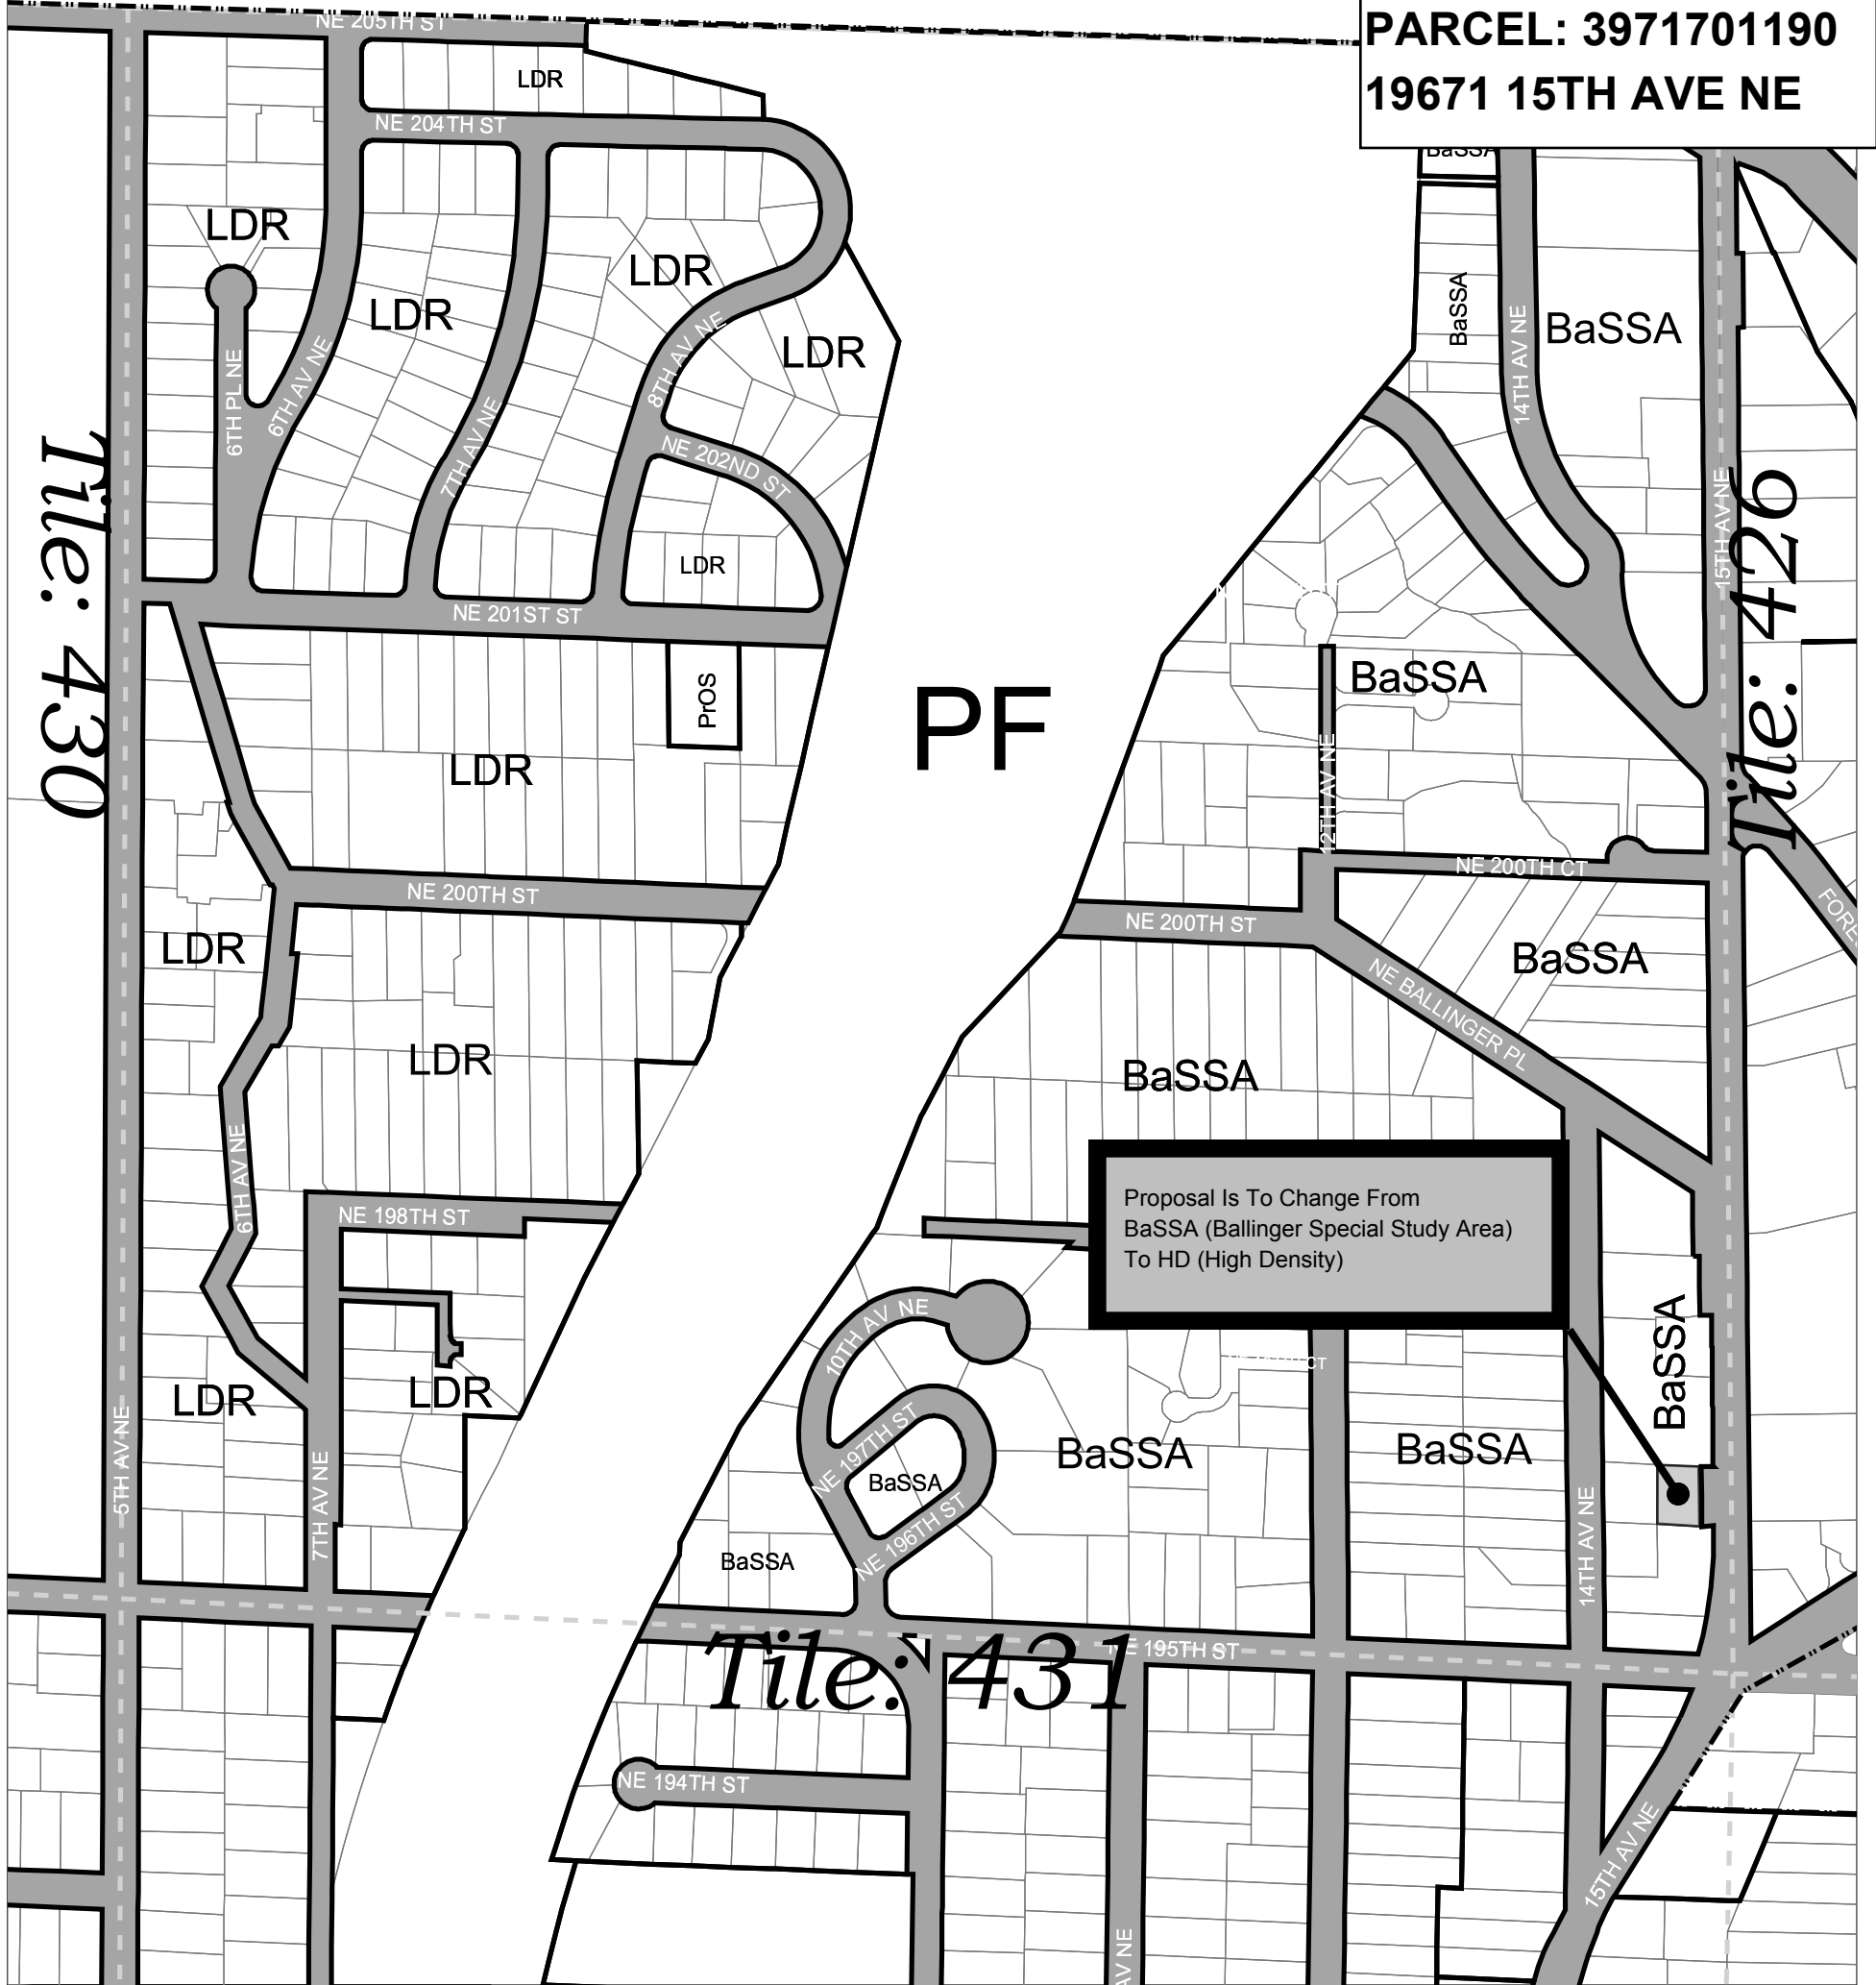 PARCEL: 3971701190
19671 15TH AVE NE
NE 205TH ST
LDR
NE 204TH ST
BaSSA
LDR
LDR
LDR
LDR
BaSSA
BaSSA
14TH AV NE
6TH PL NE
6TH AV NE
7TH AV NE
8TH AV NE
NE 202ND ST
15TH AV NE
Tile: 430
Tile: 426
LDR
NE 201ST ST
PrOS
PF
BaSSA
LDR
12TH AV NE
NE 200TH CT
NE 200TH ST
NE 200TH ST
LDR
BaSSA
NE BALLINGER PL
LDR
BaSSA
6TH AV NE
NE 198TH ST
Proposal Is To Change From
BaSSA (Ballinger Special Study Area)
To HD (High Density)
10TH AV NE
BaSSA
CT
LDR
LDR
5TH AV NE
7TH AV NE
NE 197TH ST
BaSSA
BaSSA
BaSSA
NE 196TH ST
BaSSA
14TH AV NE
Tile: 431
NE 195TH ST
NE 194TH ST
15TH AV NE
AV NE